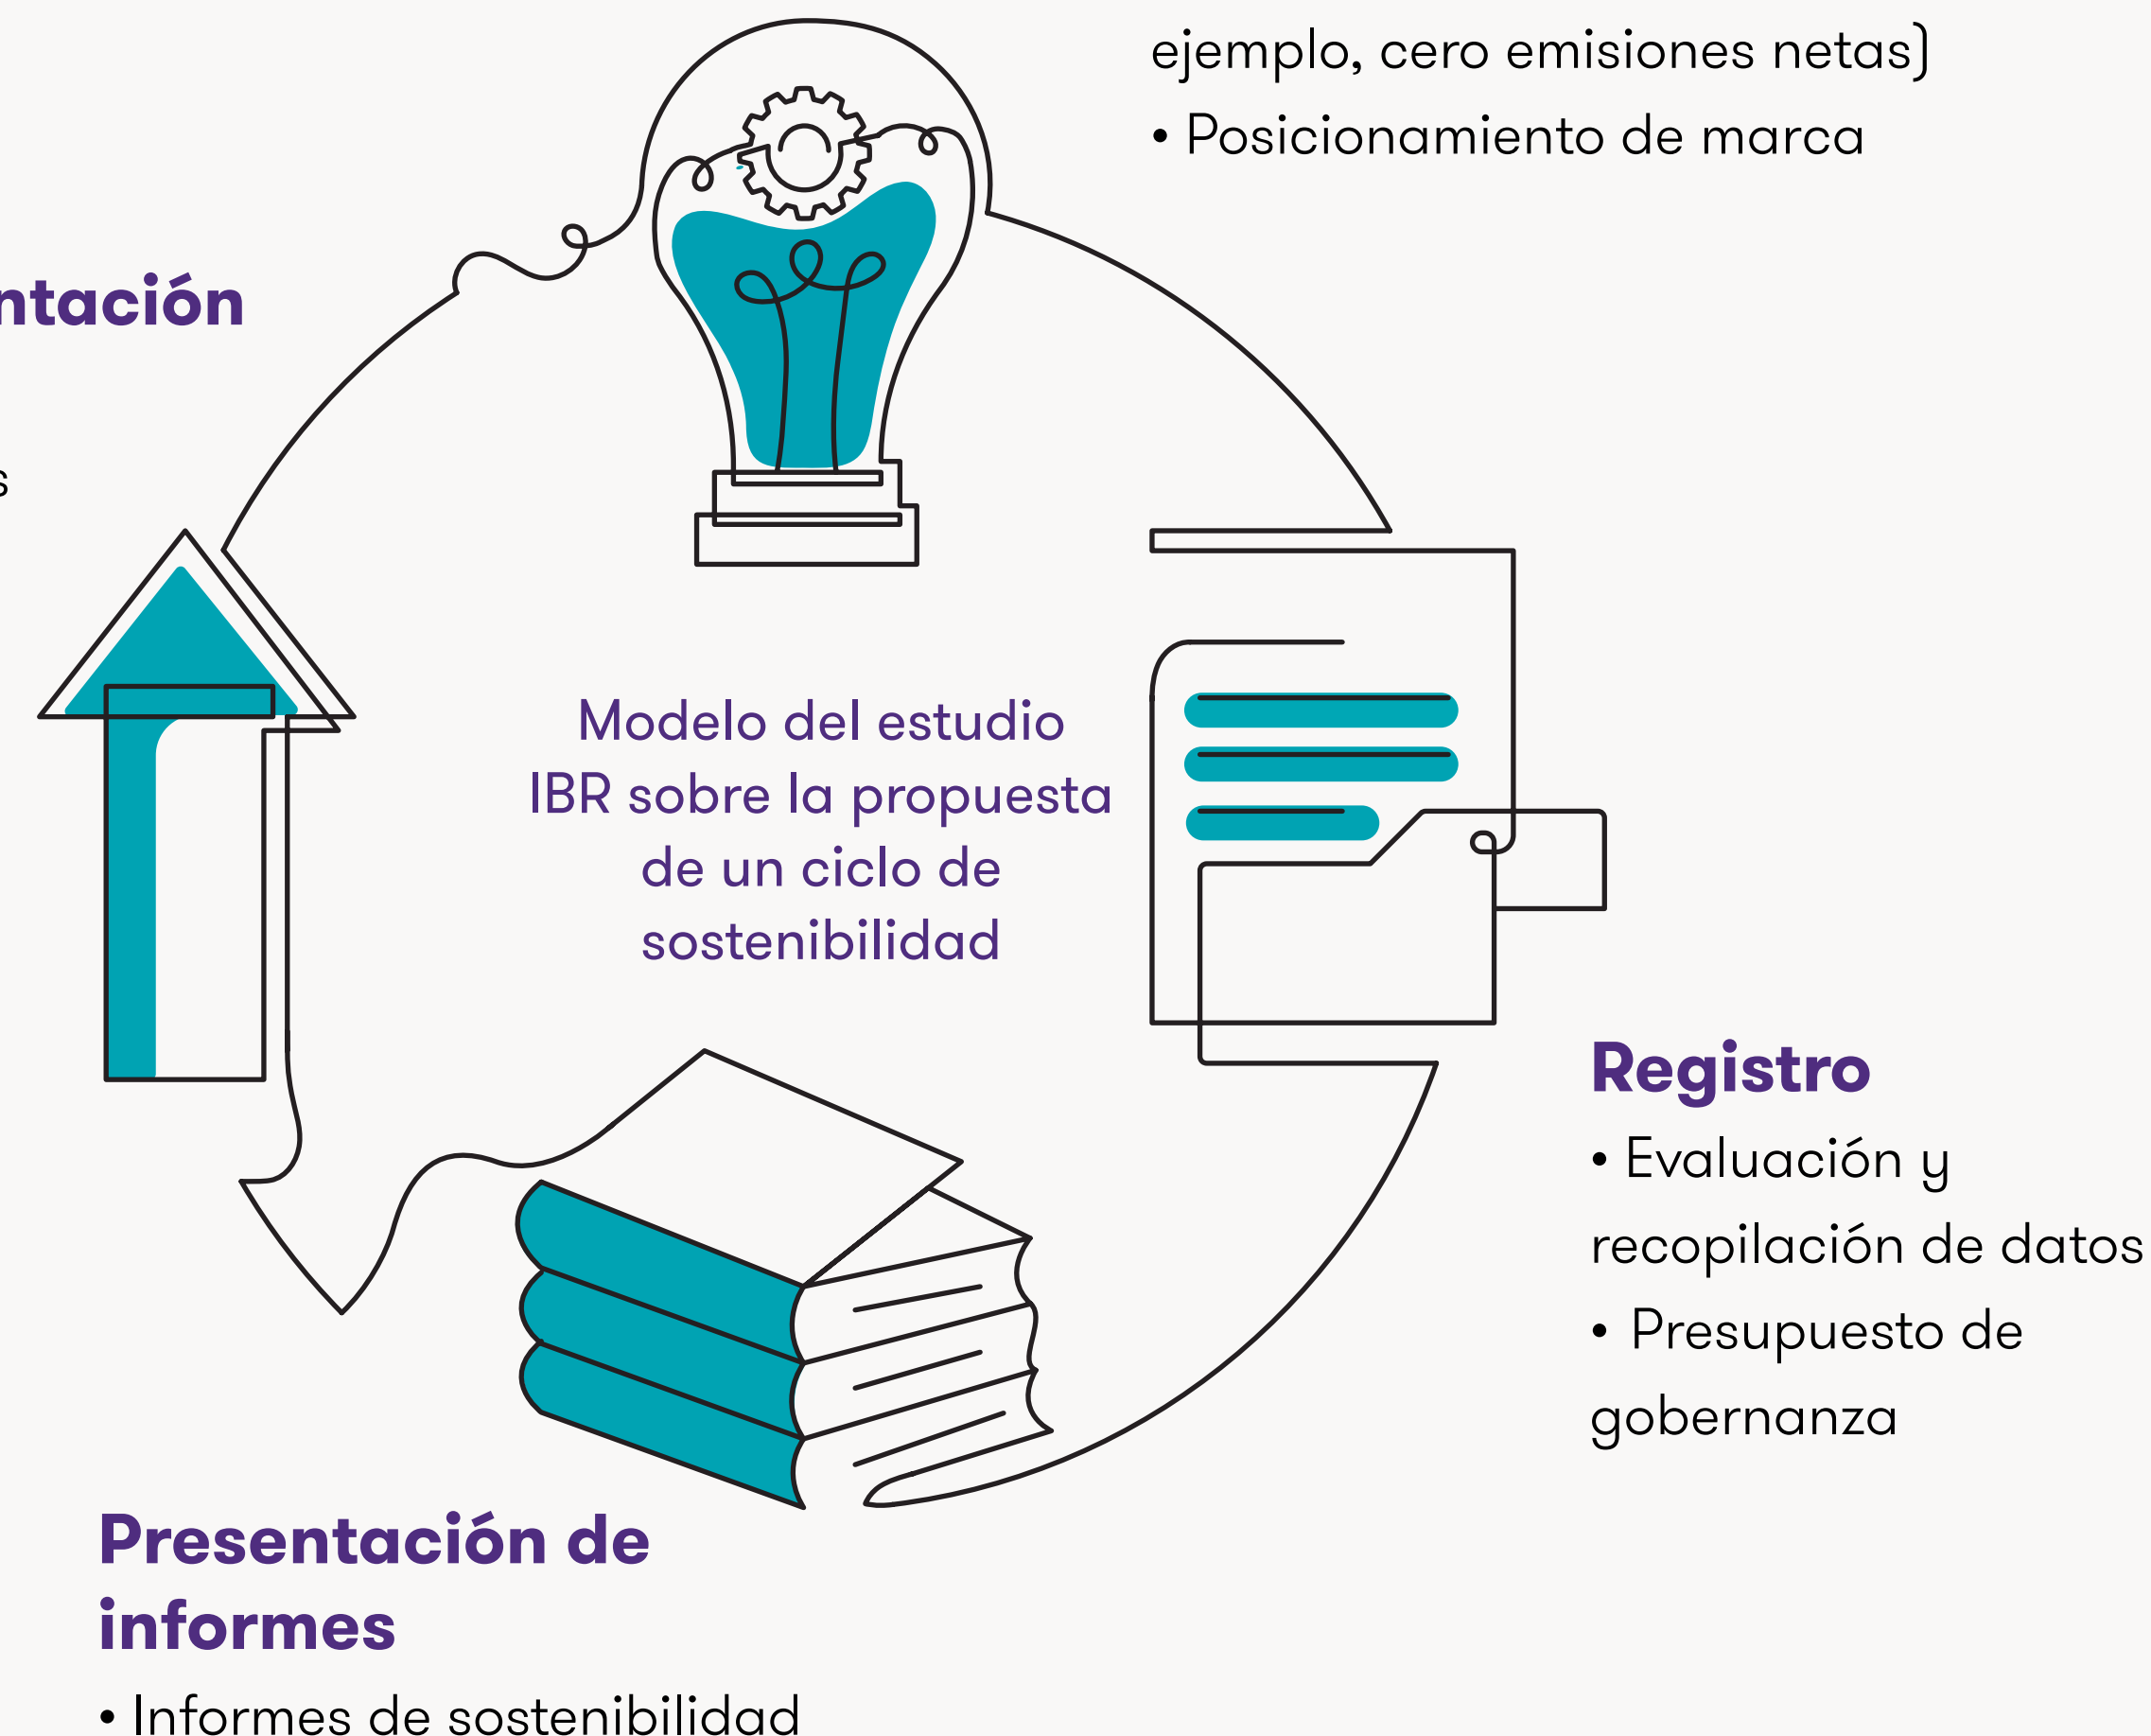 ejemplo, cero emisiones netas)
• Posicionamiento de marca
Modelo del estudio
IBR sobre la propuesta
de un ciclo de
sostenibilidad
Registro
• Evaluación y
recopilación de datos
• Presupuesto de
gobernanza
Presentación de
informes
• Informes de sostenibilidad